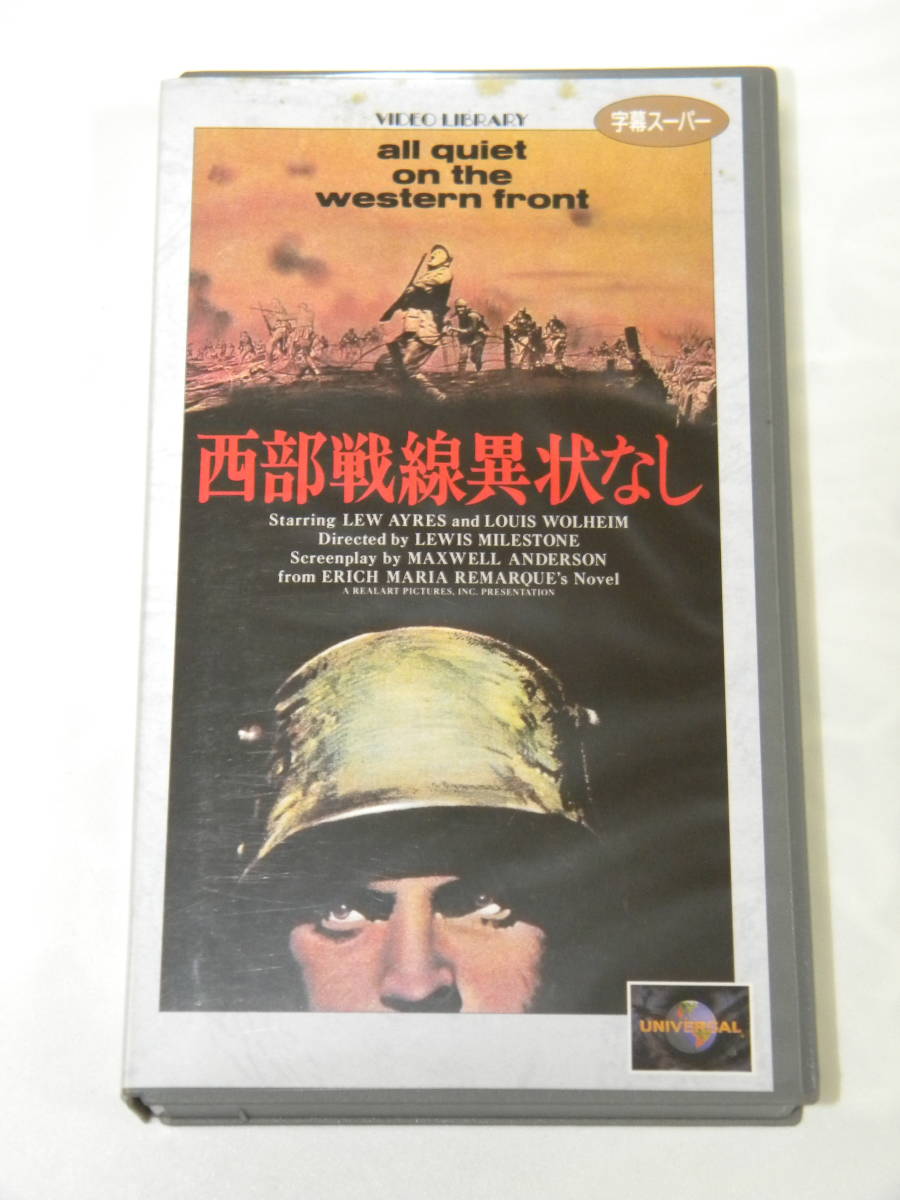 VIDEO LIBRARY
字幕スーパー
all quiet
on the
western front
西部戦線異状なし
Starring LEW AYRES and LOUIS WOLHEIM
Directed by LEWIS MILESTONE
Screenplay by MAXWELL ANDERSON
from ERICH MARIA REMARQUE's Novel
A REALART PICTURES, INC. PRESENTATION
UNIVERSAL